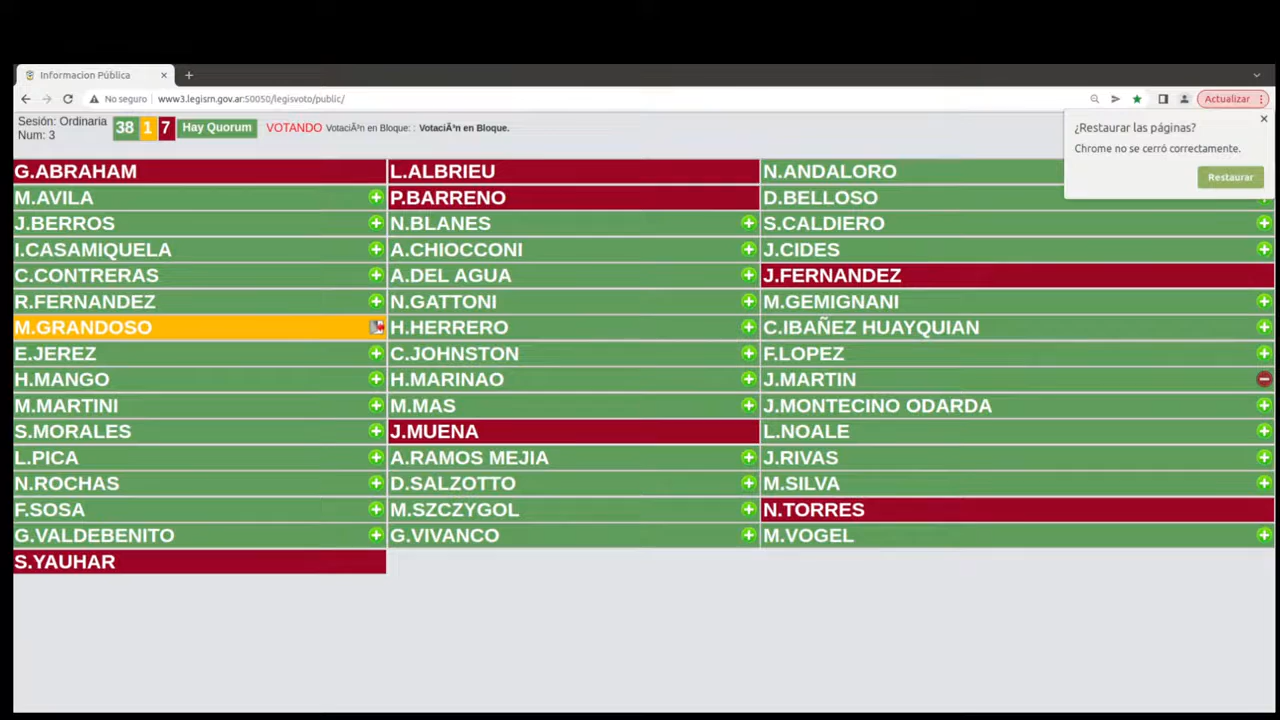 Informacion Pública
No seguro www3.legisrn.gov.ar:50050/legisvoto/public/ Actualizar
Sesión: Ordinaria
Num: 3
38 1 7 Hay Quorum VOTANDO VotaciÃ³n en Bloque: : VotaciÃ³n en Bloque.
¿Restaurar las páginas?
Chrome no se cerró correctamente.
Restaurar
G.ABRAHAM L.ALBRIEU N.ANDALORO
M.AVILA P.BARRENO D.BELLOSO
J.BERROS N.BLANES S.CALDIERO
I.CASAMIQUELA A.CHIOCCONI J.CIDES
C.CONTRERAS A.DEL AGUA J.FERNANDEZ
R.FERNANDEZ N.GATTONI M.GEMIGNANI
M.GRANDOSO H.HERRERO C.IBAÑEZ HUAYQUIAN
E.JEREZ C.JOHNSTON F.LOPEZ
H.MANGO H.MARINAO J.MARTIN
M.MARTINI M.MAS J.MONTECINO ODARDA
S.MORALES J.MUENA L.NOALE
L.PICA A.RAMOS MEJIA J.RIVAS
N.ROCHAS D.SALZOTTO M.SILVA
F.SOSA M.SZCZYGOL N.TORRES
G.VALDEBENITO G.VIVANCO M.VOGEL
S.YAUHAR